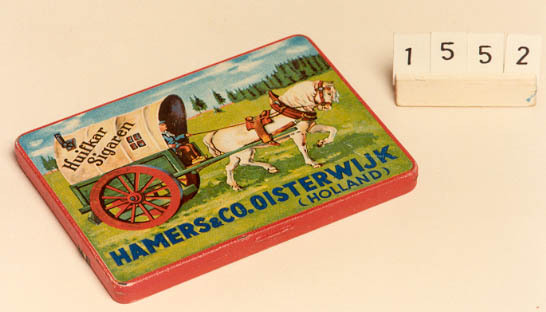 Huifkar
Sigaren
HAMERS & CO. OISTERWIJK
(HOLLAND)
1552